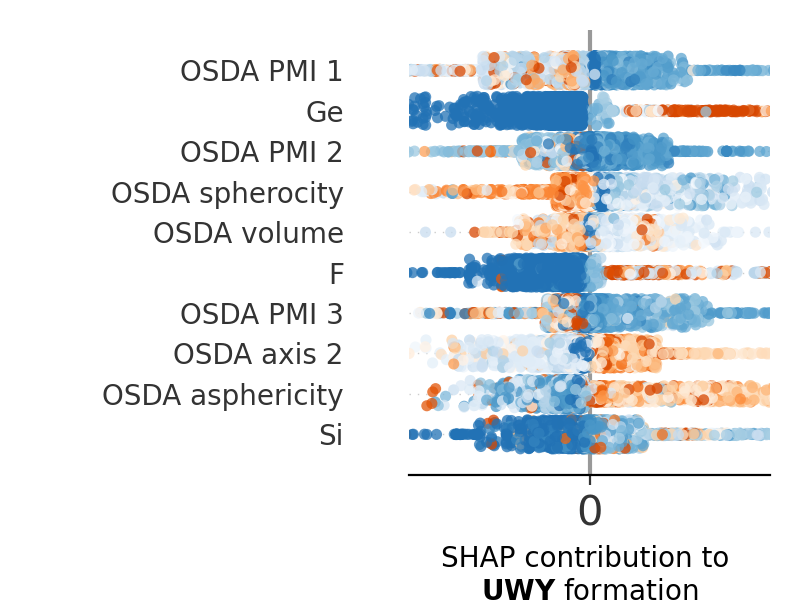 OSDA PMI 1
Ge
OSDA PMI 2
OSDA spherocity
OSDA volume
F
OSDA PMI 3
OSDA axis 2
OSDA asphericity
Si
0
SHAP contribution to
UWY formation